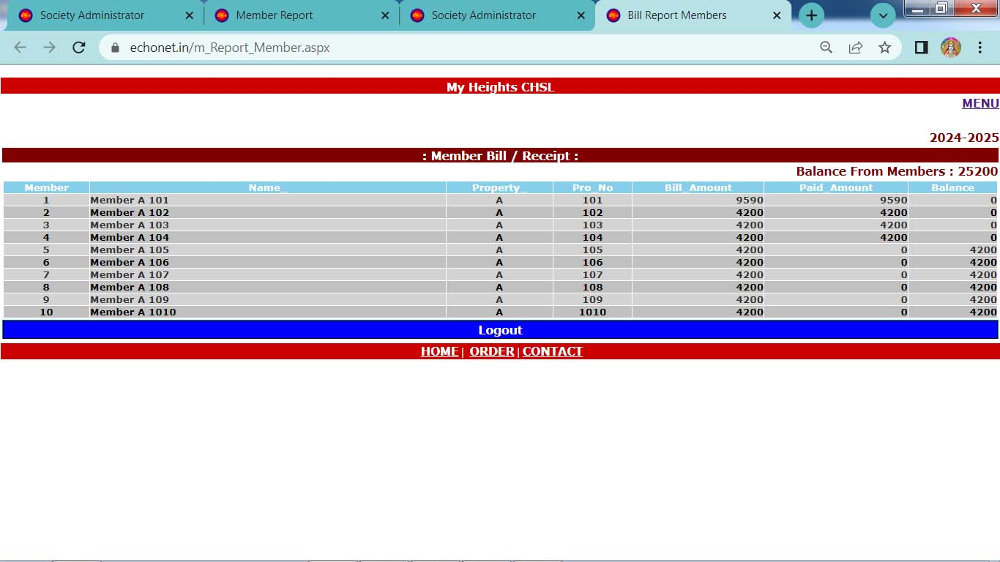 Society Administrator Member Report Society Administrator Bill Report Members
echonet.in/m_Report_Member.aspx
My Heights CHSL
MENU
2024-2025
: Member Bill / Receipt :
Balance From Members : 25200
Member Name_ Property_ Pro_No Bill_Amount Paid_Amount Balance
1 Member A 101 A 101 9590 9590 0
2 Member A 102 A 102 4200 4200 0
3 Member A 103 A 103 4200 4200 0
4 Member A 104 A 104 4200 4200 0
5 Member A 105 A 105 4200 0 4200
6 Member A 106 A 106 4200 0 4200
7 Member A 107 A 107 4200 0 4200
8 Member A 108 A 108 4200 0 4200
9 Member A 109 A 109 4200 0 4200
10 Member A 1010 A 1010 4200 0 4200
Logout
HOME | ORDER | CONTACT